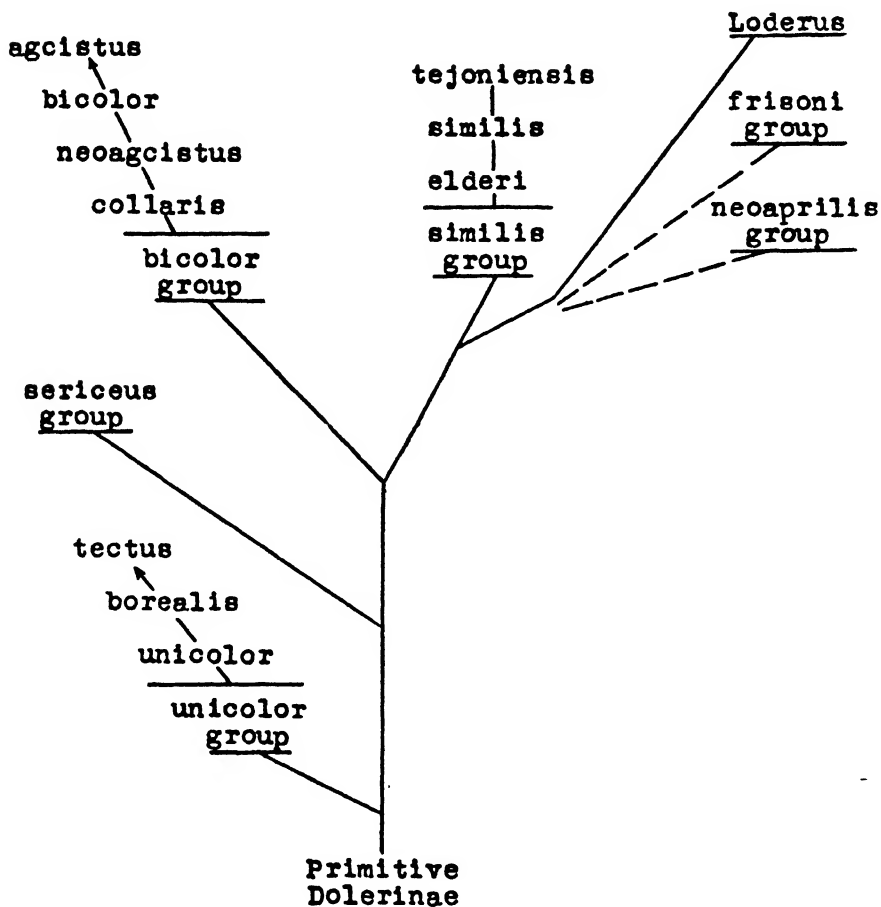 agcistus
bicolor
neoagcistus
collaris
bicolor
group
tejoniensis
similis
elderi
similis
group
Loderus
frisoni
group
neoaprilis
group
sericeus
group
tectus
borealis
unicolor
unicolor
group
Primitive
Dolerinae